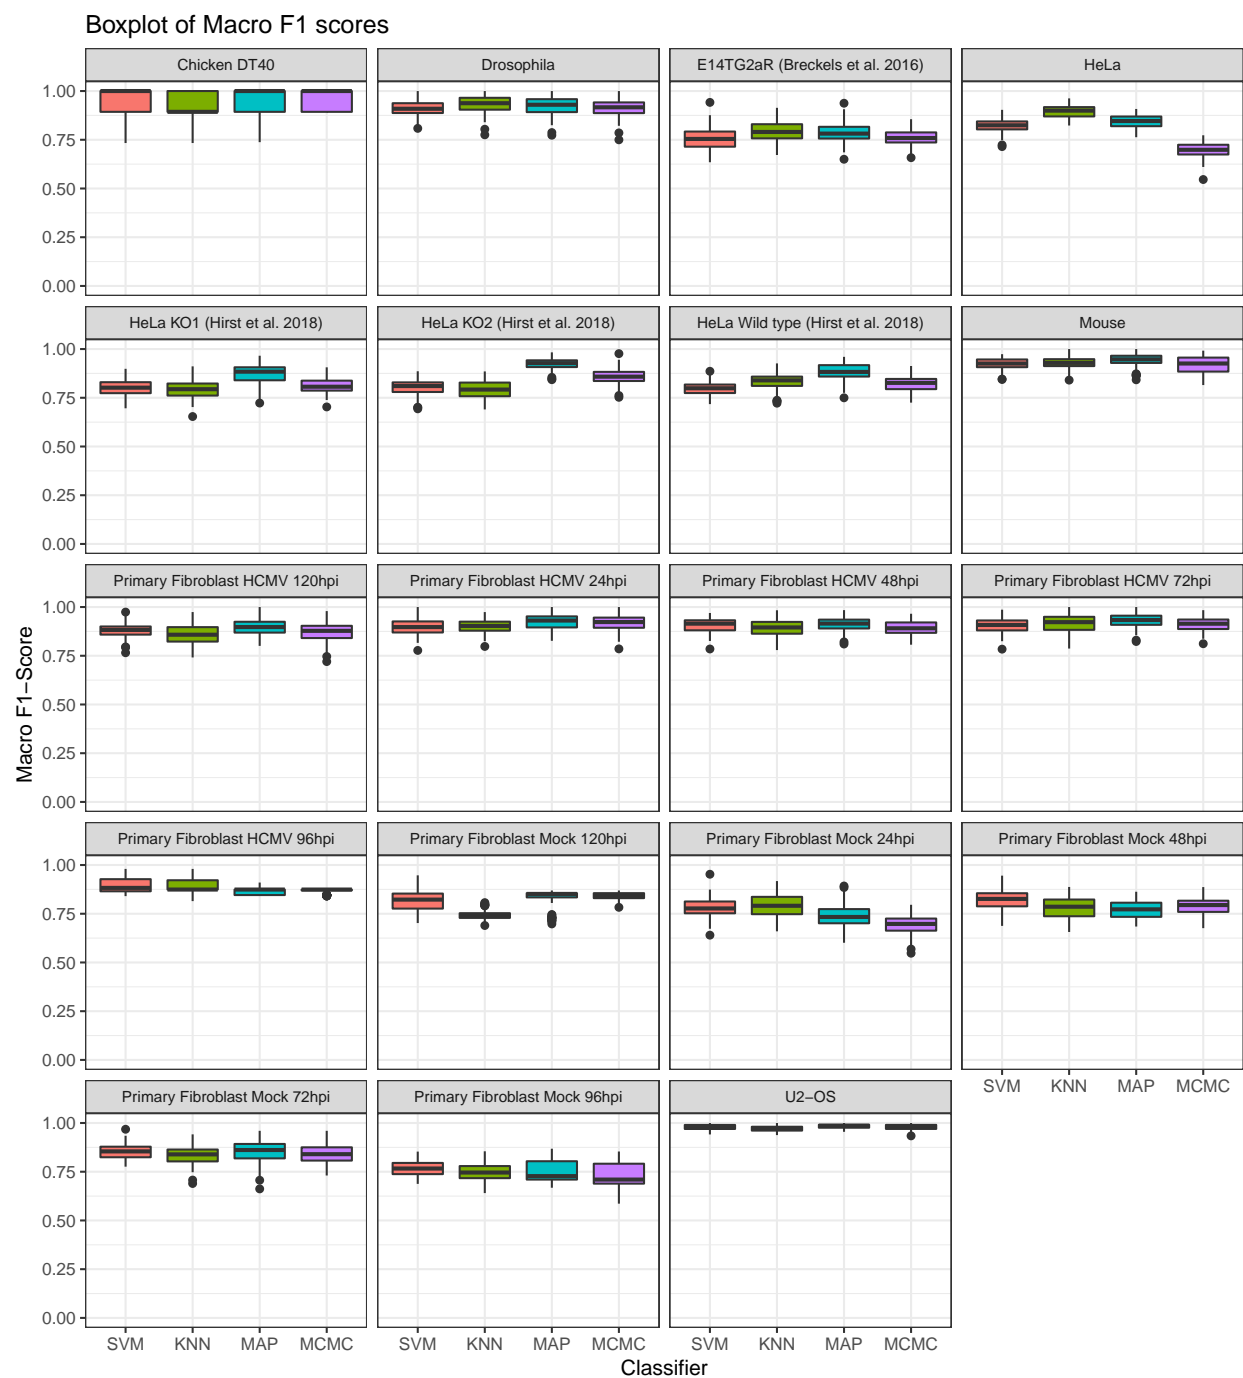 Boxplot of Macro F1 scores
Chicken DT40
Drosophila
E14TG2aR (Breckels et al. 2016)
HeLa
1.00
0.75
0.50
0.25
0.00
HeLa KO1 (Hirst et al. 2018)
HeLa KO2 (Hirst et al. 2018)
HeLa Wild type (Hirst et al. 2018)
Mouse
1.00
0.75
0.50
0.25
0.00
Primary Fibroblast HCMV 120hpi
Primary Fibroblast HCMV 24hpi
Primary Fibroblast HCMV 48hpi
Primary Fibroblast HCMV 72hpi
1.00
0.75
0.50
0.25
0.00
Macro F1−Score
Primary Fibroblast HCMV 96hpi
Primary Fibroblast Mock 120hpi
Primary Fibroblast Mock 24hpi
Primary Fibroblast Mock 48hpi
1.00
0.75
0.50
0.25
0.00
SVM KNN MAP MCMC
Primary Fibroblast Mock 72hpi
Primary Fibroblast Mock 96hpi
U2−OS
1.00
0.75
0.50
0.25
0.00
SVM KNN MAP MCMC
SVM KNN MAP MCMC
SVM KNN MAP MCMC
Classifier